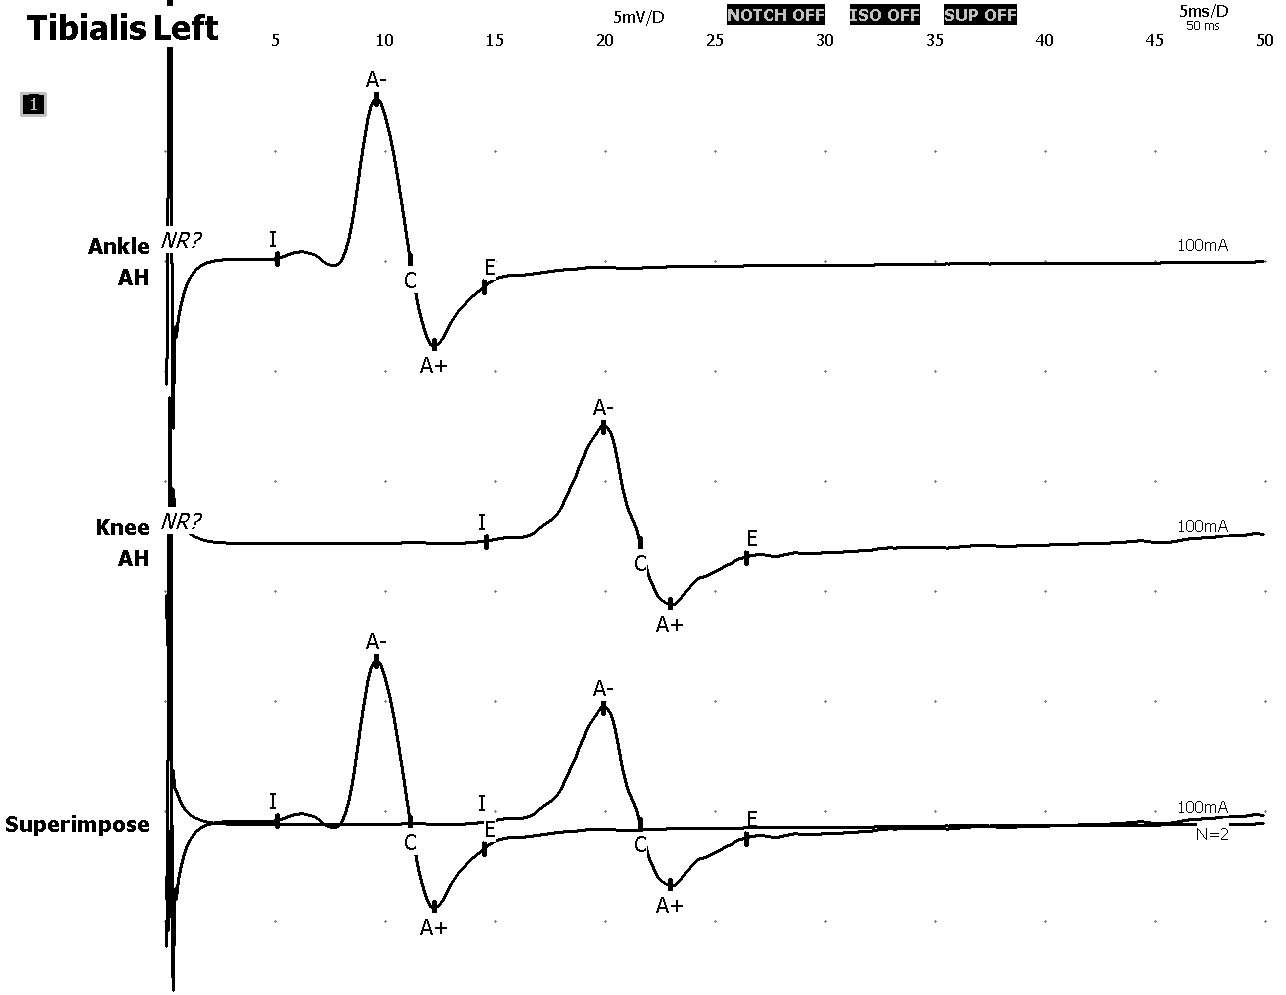 Tibialis Left
5mV/D NOTCH OFF ISO OFF SUP OFF 5ms/D
50 ms
5 10 15 20 25 30 35 40 45 50
A-
1
Ankle NR? I 100mA
AH C E
A+
A-
Knee NR? I 100mA
AH C E
A+
A-
A-
I I 100mA
Superimpose C E C E N=2
A+ A+